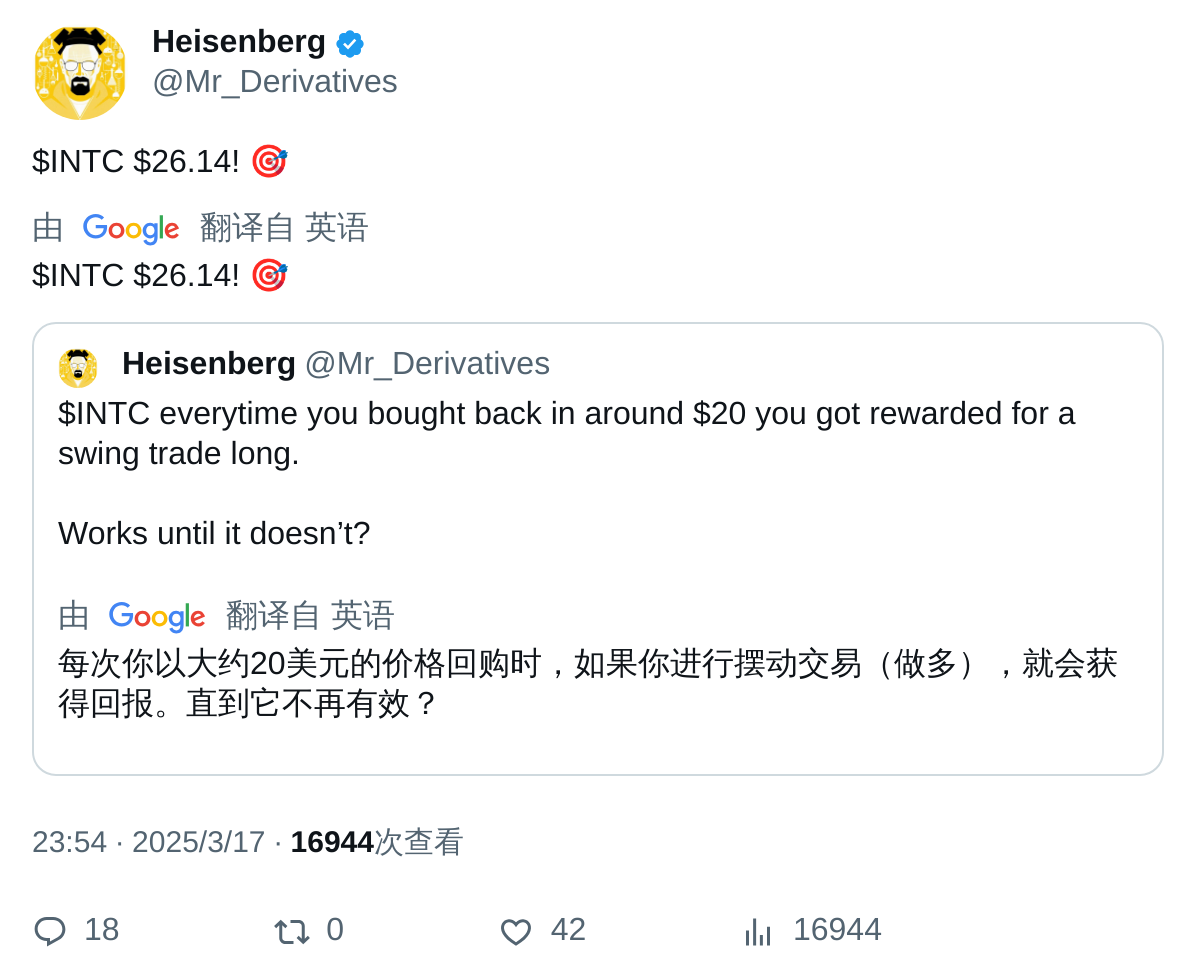 Heisenberg
@Mr_Derivatives
$INTC $26.14! 🎯
由 Google 翻译自 英语
$INTC $26.14! 🎯
Heisenberg @Mr_Derivatives
$INTC everytime you bought back in around $20 you got rewarded for a
swing trade long.
Works until it doesn’t?
由 Google 翻译自 英语
每次你以大约20美元的价格回购时，如果你进行摆动交易（做多），就会获
得回报。直到它不再有效？
23:54 · 2025/3/17 · 16944次查看
18 0 42 16944